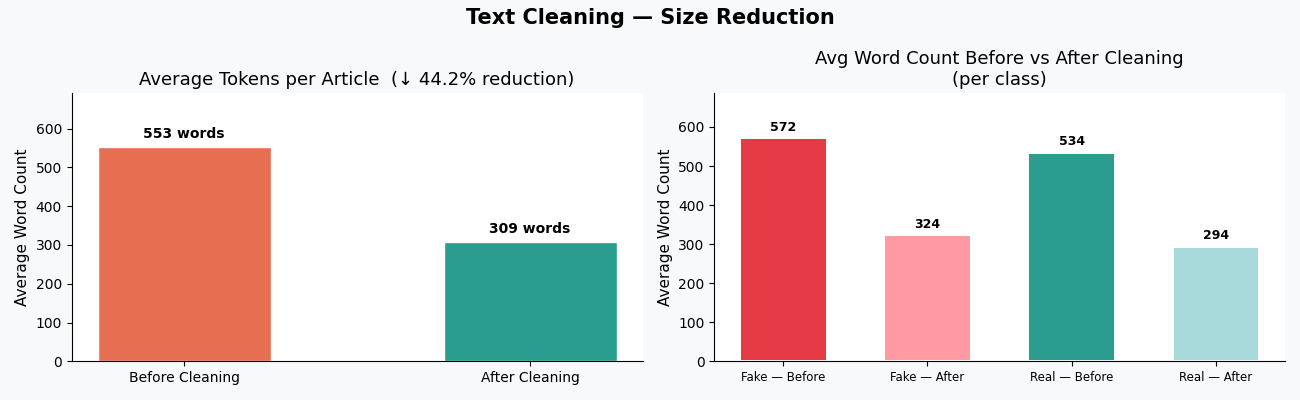 Text Cleaning — Size Reduction
Average Tokens per Article  (↓ 44.2% reduction)
Average Word Count
600
500
400
300
200
100
0
553 words
309 words
Before Cleaning
After Cleaning
Avg Word Count Before vs After Cleaning
(per class)
Average Word Count
600
500
400
300
200
100
0
572
324
534
294
Fake — Before
Fake — After
Real — Before
Real — After